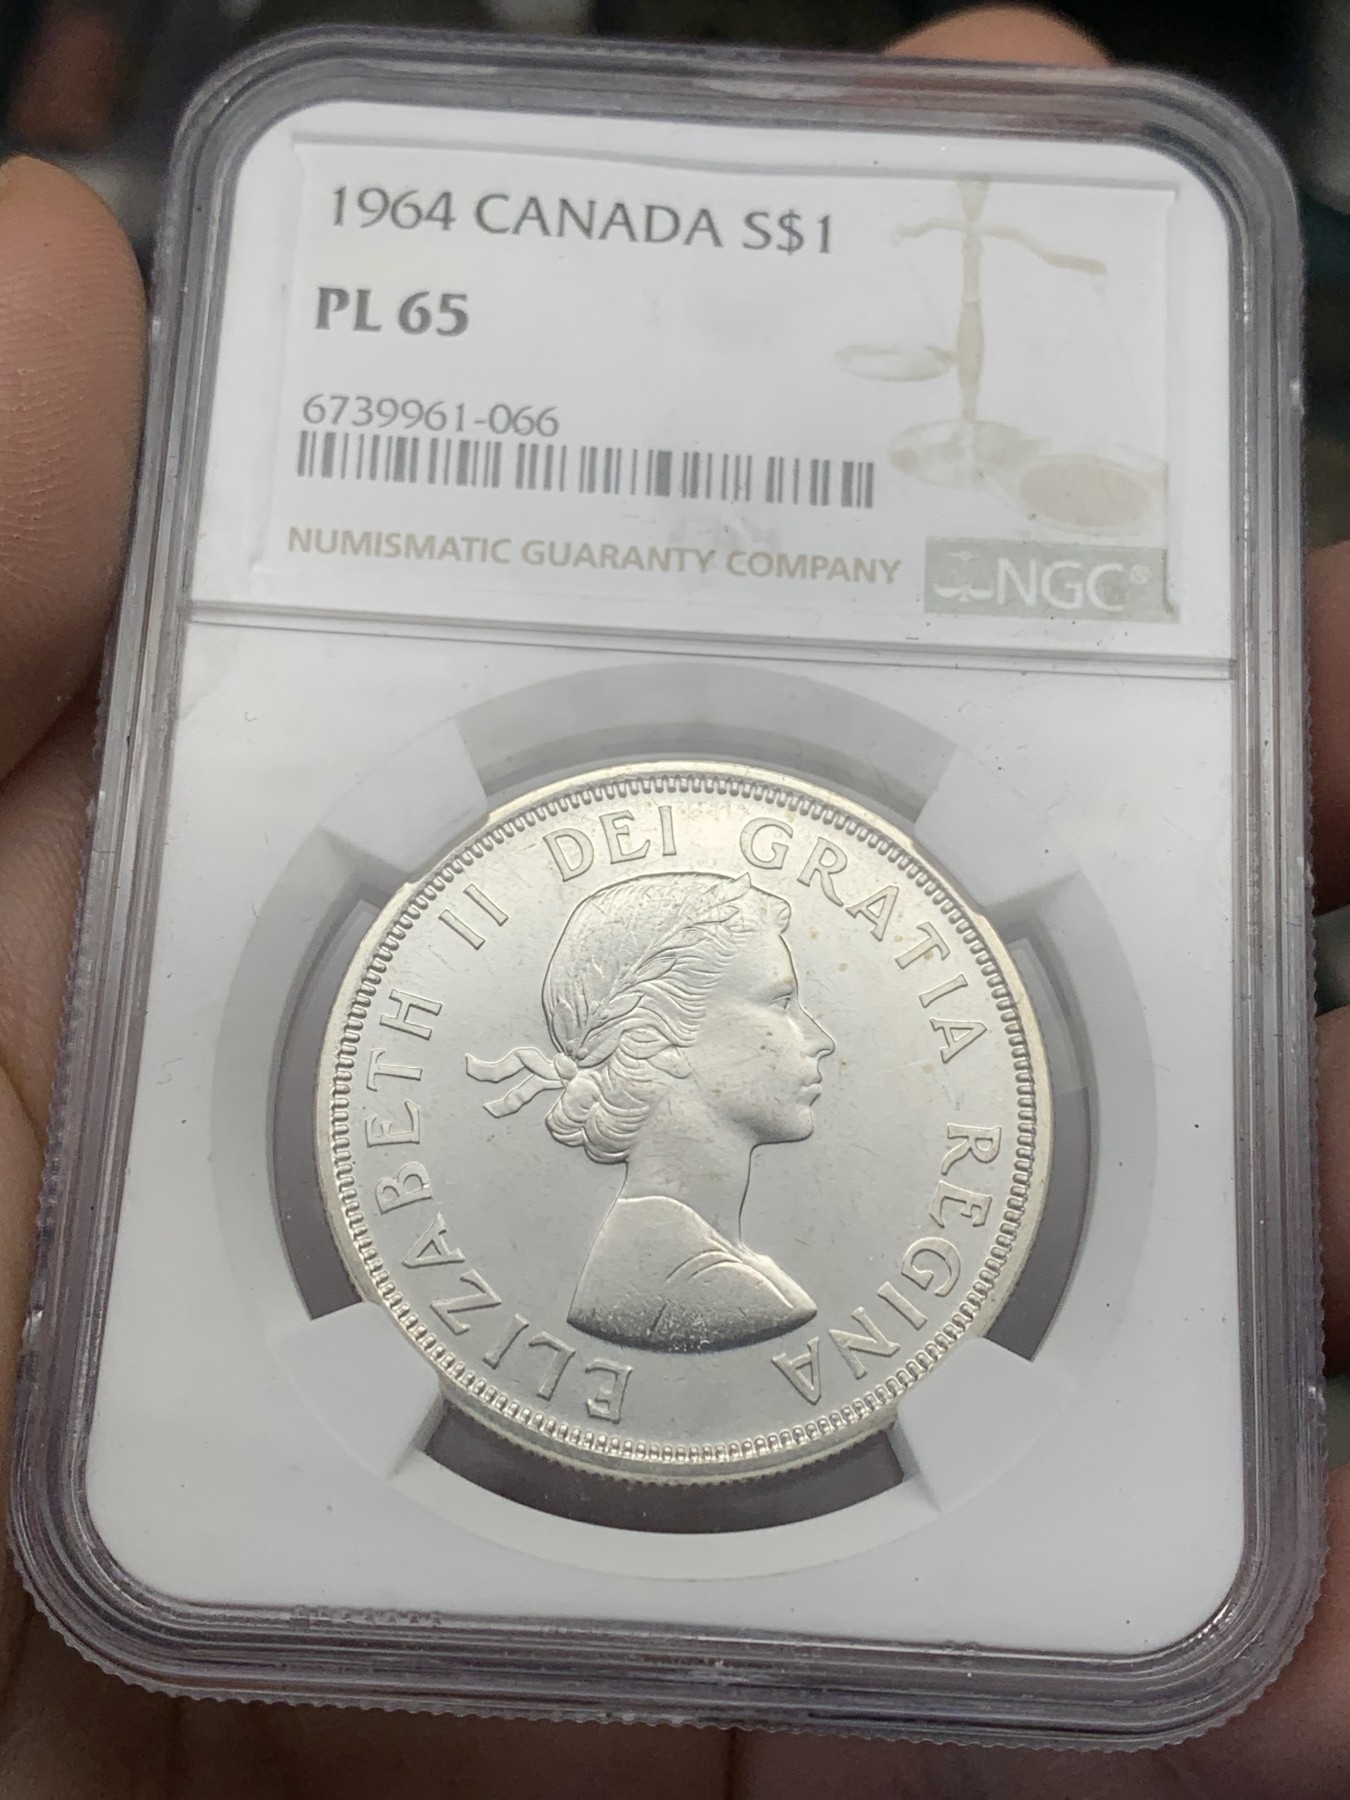 1964 CANADA S$1
PL 65
6739961-066
NUMISMATIC GUARANTY COMPANY
NGC®
ELIZABETH II DEI GRATIA REGINA